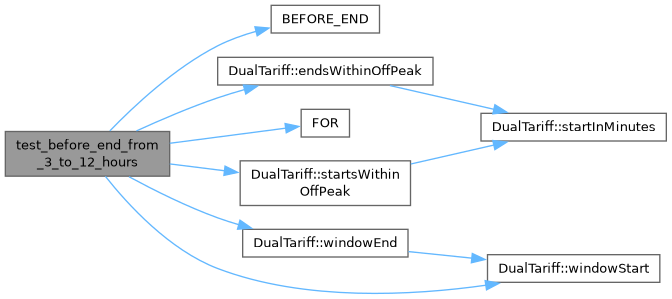 BEFORE_END
DualTariff::endsWithinOffPeak
FOR
DualTariff::startInMinutes
test_before_end_from
_3_to_12_hours
DualTariff::startsWithin
OffPeak
DualTariff::windowEnd
DualTariff::windowStart